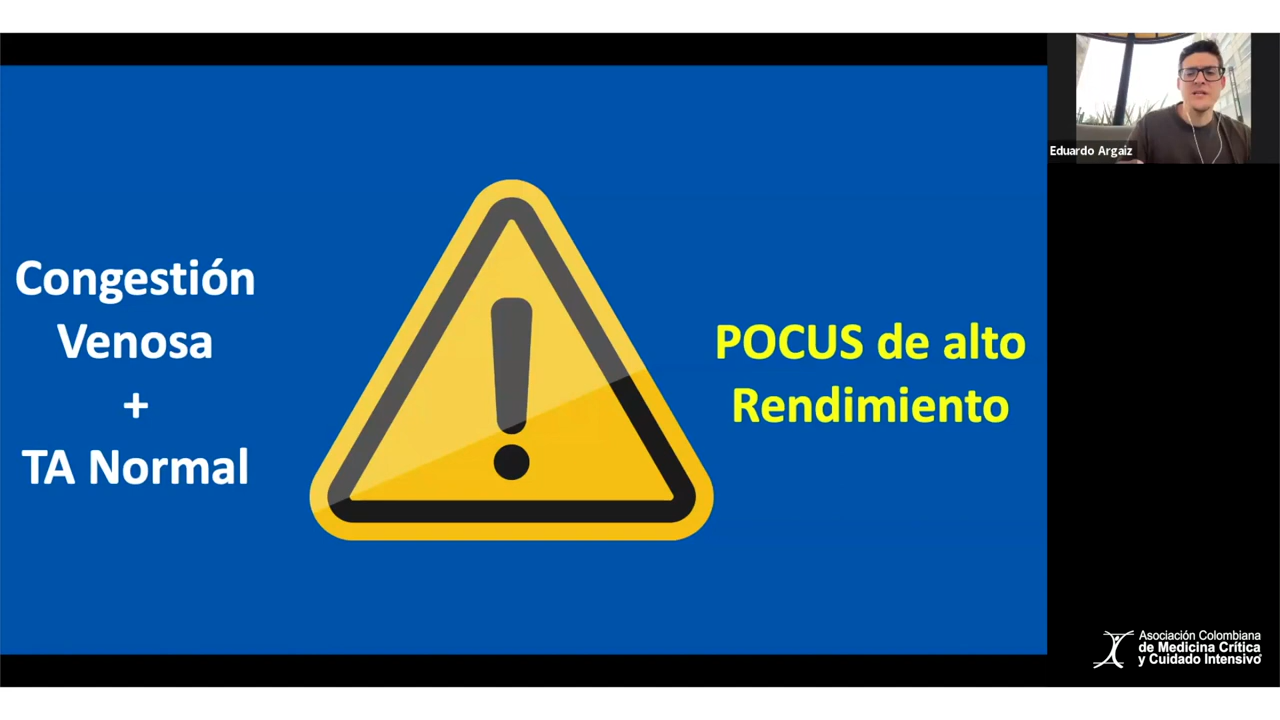 Congestión
Venosa
+
TA Normal
POCUS de alto
Rendimiento
Eduardo Argaiz
Asociación Colombiana
de Medicina Crítica
y Cuidado Intensivo